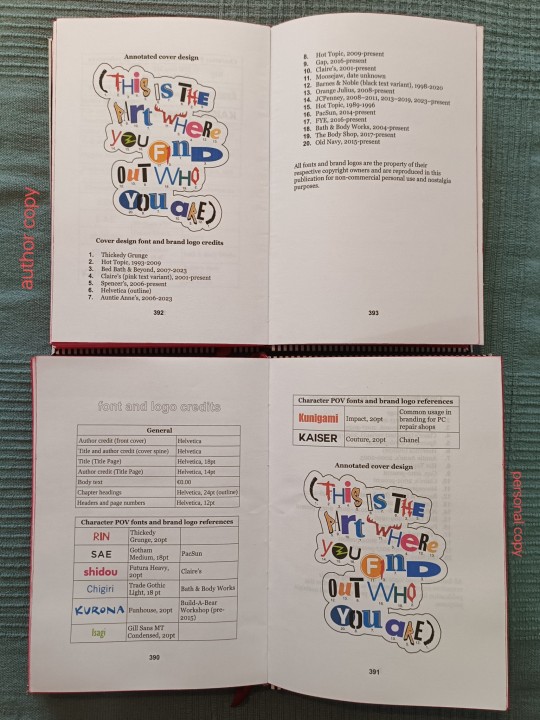 author copy
Annotated cover design
(THis is THE
Art WHERE
you FinD
OUT WHO
YOU ARE)
Cover design font and brand logo credits
1. Thickedy Grunge
2. Hot Topic, 1993-2009
3. Bed Bath & Beyond, 2007-2023
4. Claire's (pink text variant), 2001-present
5. Spencer's, 2006-present
6. Helvetica (outline)
7. Auntie Anne's, 2006-2023
392
8. Hot Topic, 2009-present
9. Gap, 2016-present
10. Claire's, 2001-present
11. Moosejaw, date unknown
12. Barnes & Noble (black text variant), 1998-2020
13. Orange Julius, 2008-present
14. JCPenney, 2008–2011, 2013–2019, 2023–present
15. Hot Topic, 1989-1996
16. PacSun, 2014-present
17. FYE, 2016-present
18. Bath & Body Works, 2004-present
19. The Body Shop, 2017-present
20. Old Navy, 2015-present
All fonts and brand logos are the property of their
respective copyright owners and are reproduced in this
publication for non-commercial personal use and nostalgia
purposes.
393
font and logo credits
General
Author credit (front cover) Helvetica
Title and author credit (cover spine) Helvetica
Title (Title Page) Helvetica, 18pt
Author credit (Title Page) Helvetica, 14pt
Body text €0.00
Chapter headings Helvetica, 24pt (outline)
Headers and page numbers Helvetica, 12pt
Character POV fonts and brand logo references
RIN Thickedy
Grunge, 20pt
SAE Gotham
Medium, 18pt PacSun
shidou Futura Heavy,
20pt Claire's
Chigiri Trade Gothic
Light, 18 pt Bath & Body Works
KURONA Funhouse, 20pt Build-A-Bear
Workshop (pre-
2015)
hagi Gill Sans MT
Condensed, 20pt
390
Character POV fonts and brand logo references
Kunigami Impact, 20pt Common usage in
branding for PC
repair shops
KAISER Couture, 20pt Chanel
Annotated cover design
(THis is THE
Art WHERE
you FinD
OUT WHO
YOU ARE)
391
personal copy